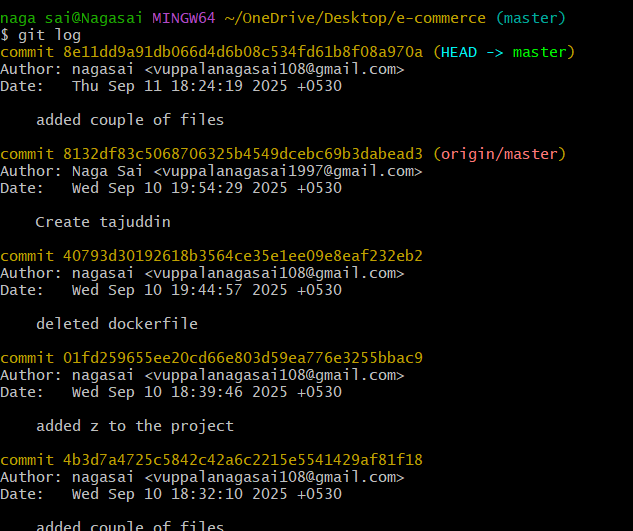 naga sai@Nagasai MINGW64 ~/OneDrive/Desktop/e-commerce (master)
$ git log
commit 8e11dd9a91db066d4d6b08c534fd61b8f08a970a (HEAD -> master)
Author: nagasai <vuppalanagasai108@gmail.com>
Date:   Thu Sep 11 18:24:19 2025 +0530
    added couple of files
commit 8132df83c5068706325b4549dcebc69b3dabead3 (origin/master)
Author: Naga Sai <vuppalanagasai1997@gmail.com>
Date:   Wed Sep 10 19:54:29 2025 +0530
    Create tajuddin
commit 40793d30192618b3564ce35e1ee09e8eaf232eb2
Author: nagasai <vuppalanagasai108@gmail.com>
Date:   Wed Sep 10 19:44:57 2025 +0530
    deleted dockerfile
commit 01fd259655ee20cd66e803d59ea776e3255bbac9
Author: nagasai <vuppalanagasai108@gmail.com>
Date:   Wed Sep 10 18:39:46 2025 +0530
    added z to the project
commit 4b3d7a4725c5842c42a6c2215e5541429af81f18
Author: nagasai <vuppalanagasai108@gmail.com>
Date:   Wed Sep 10 18:32:10 2025 +0530
    added couple of files